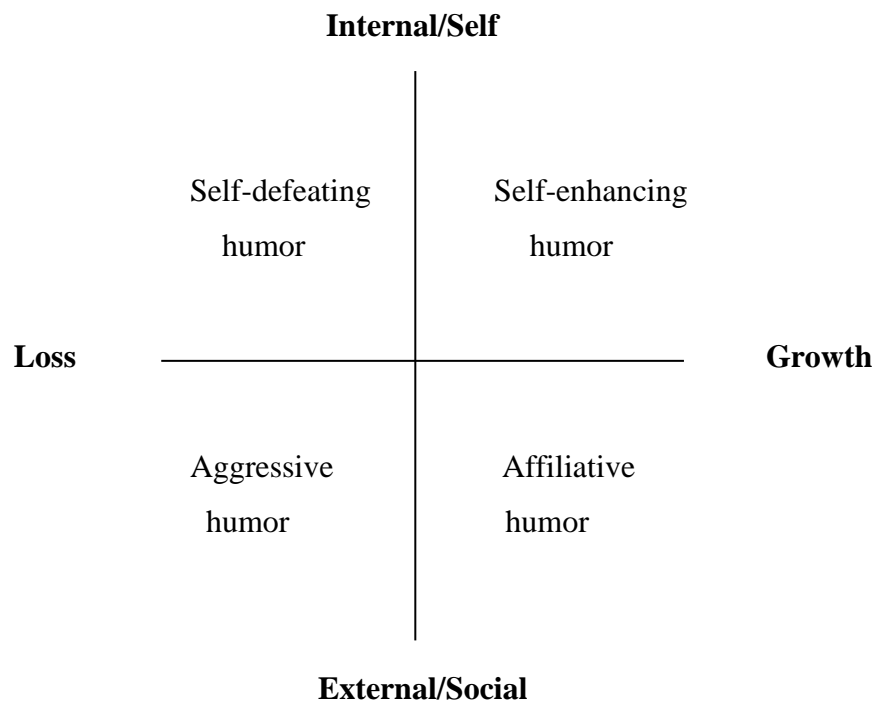 Internal/Self
Self-defeating
humor
Self-enhancing
humor
Loss
Growth
Aggressive
humor
Affiliative
humor
External/Social